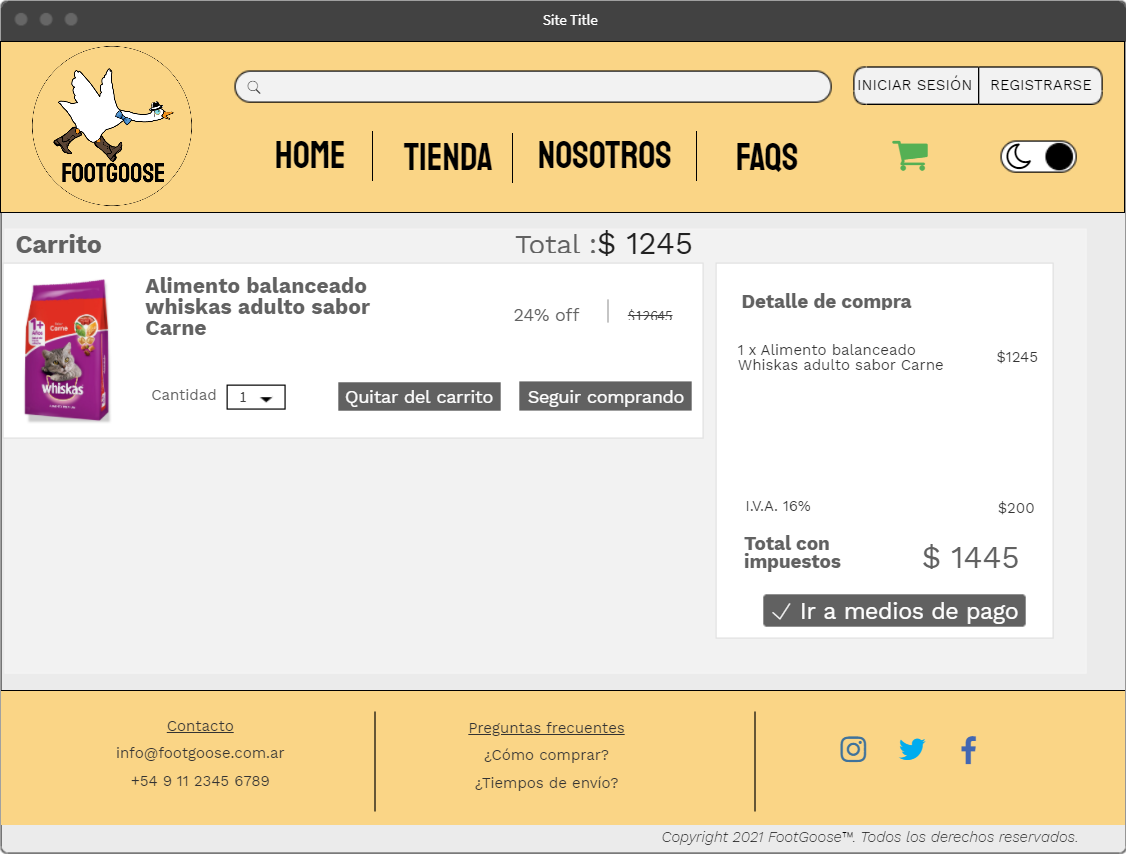 Site Title
INICIAR SESIÓN
REGISTRARSE
HOME
TIENDA
NOSOTROS
FAQS
FOOTGOOSE
Carrito
Total :$ 1245
Alimento balanceado
whiskas adulto sabor
Carne
24% off
$12645
1+
Carne
whiskas
Cantidad
1
Quitar del carrito
Seguir comprando
Detalle de compra
1 x Alimento balanceado
Whiskas adulto sabor Carne
$1245
I.V.A. 16%
$200
Total con
impuestos
$ 1445
Ir a medios de pago
Contacto
info@footgoose.com.ar
+54 9 11 2345 6789
Preguntas frecuentes
¿Cómo comprar?
¿Tiempos de envío?
Copyright 2021 FootGoose™. Todos los derechos reservados.